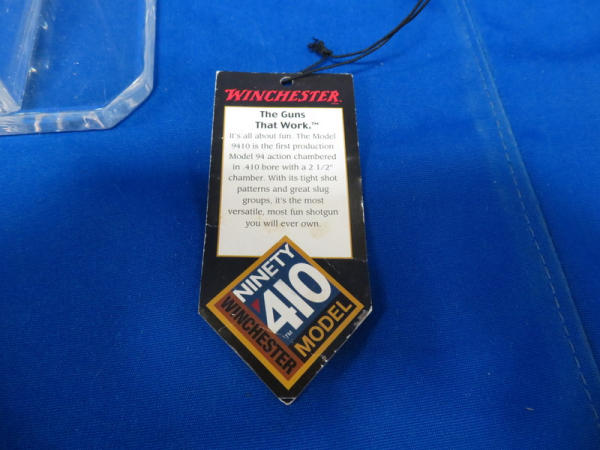 WINCHESTER
The Guns
That Work.™
It's all about fun. The Model
9410 is the first production
Model 94 action chambered
in .410 bore with a 2 1/2"
chamber. With its tight shot
patterns and great slug
groups, it's the most
versatile, most fun shotgun
you will ever own.
NINETY
410™
WINCHESTER
MODEL